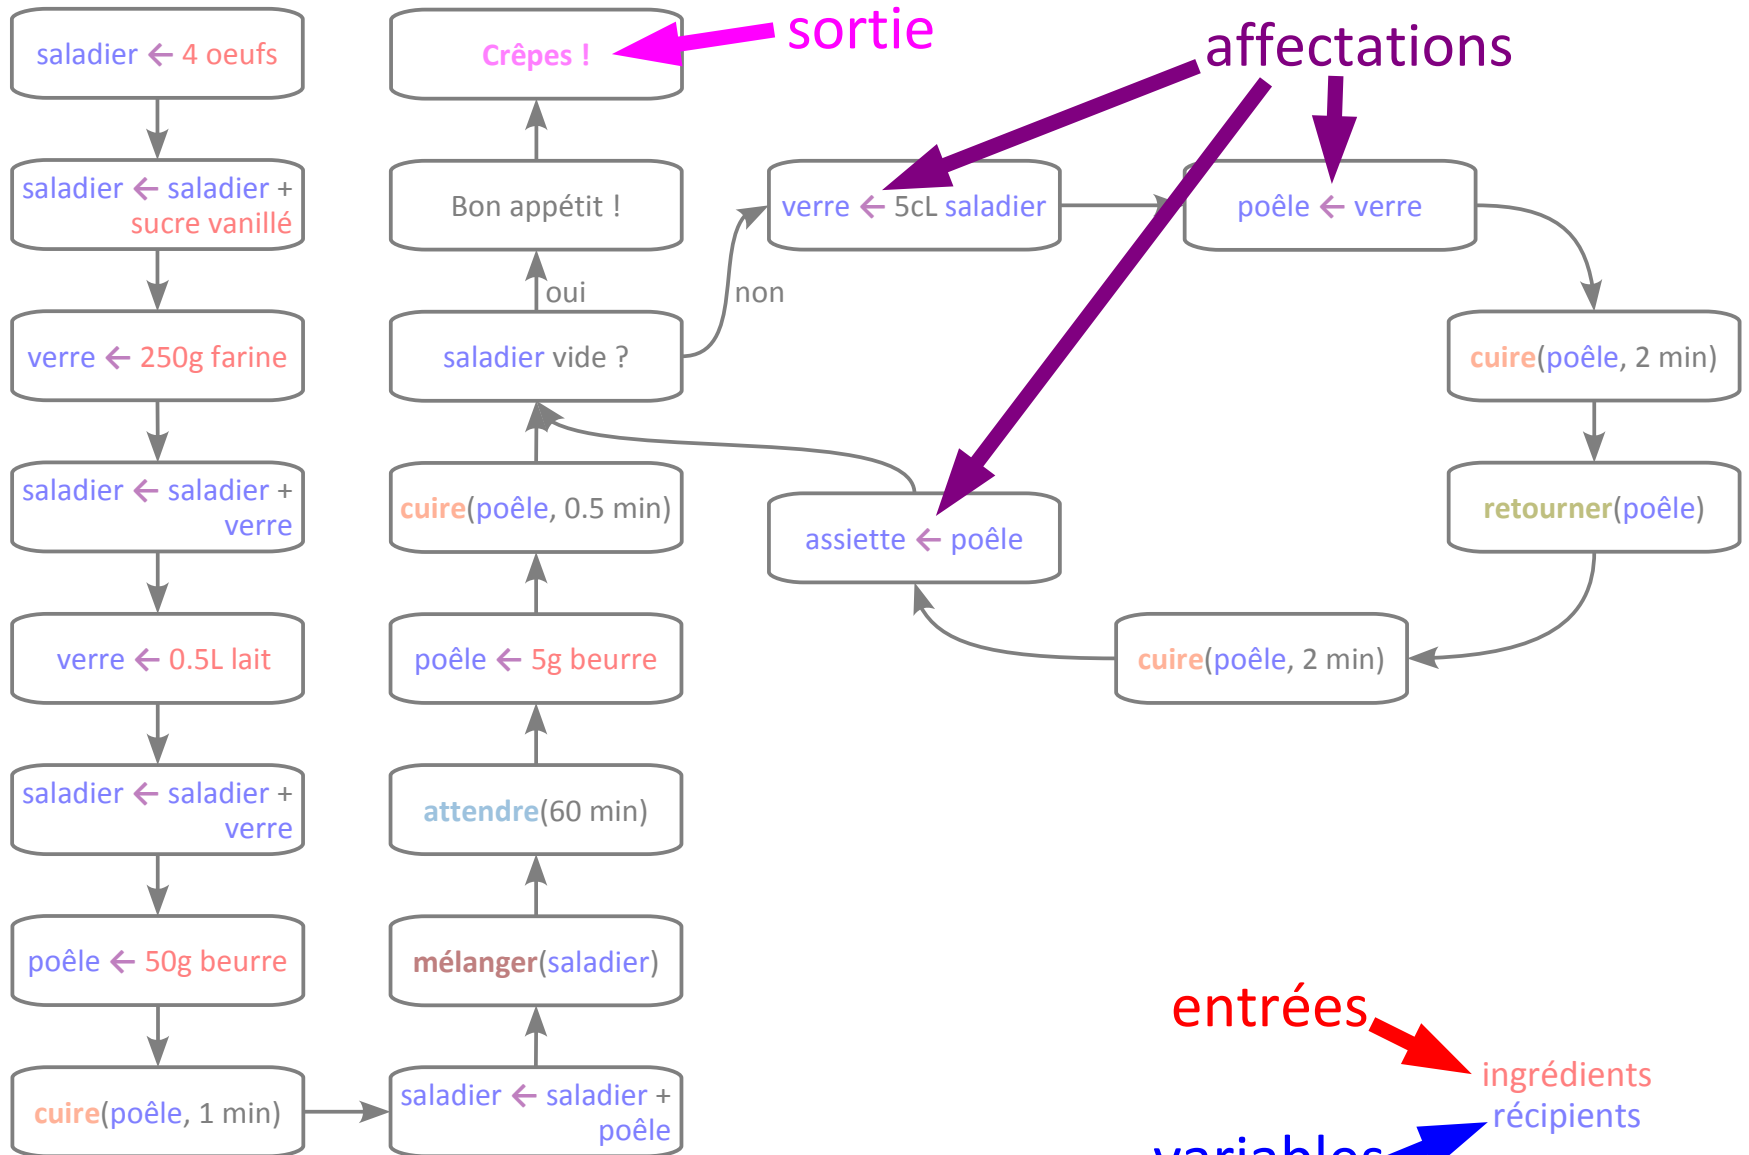 saladier ← 4 oeufs
saladier ← saladier +
sucre vanillé
verre ← 250g farine
saladier ← saladier +
verre
verre ← 0.5L lait
saladier ← saladier +
verre
poêle ← 50g beurre
cuire(poêle, 1 min)
saladier ← saladier +
poêle
mélanger(saladier)
attendre(60 min)
poêle ← 5g beurre
cuire(poêle, 0.5 min)
saladier vide ?
oui
non
Bon appétit !
Crêpes !
sortie
affectations
verre ← 5cL saladier
poêle ← verre
cuire(poêle, 2 min)
retourner(poêle)
cuire(poêle, 2 min)
assiette ← poêle
entrées
ingrédients
récipients
variables